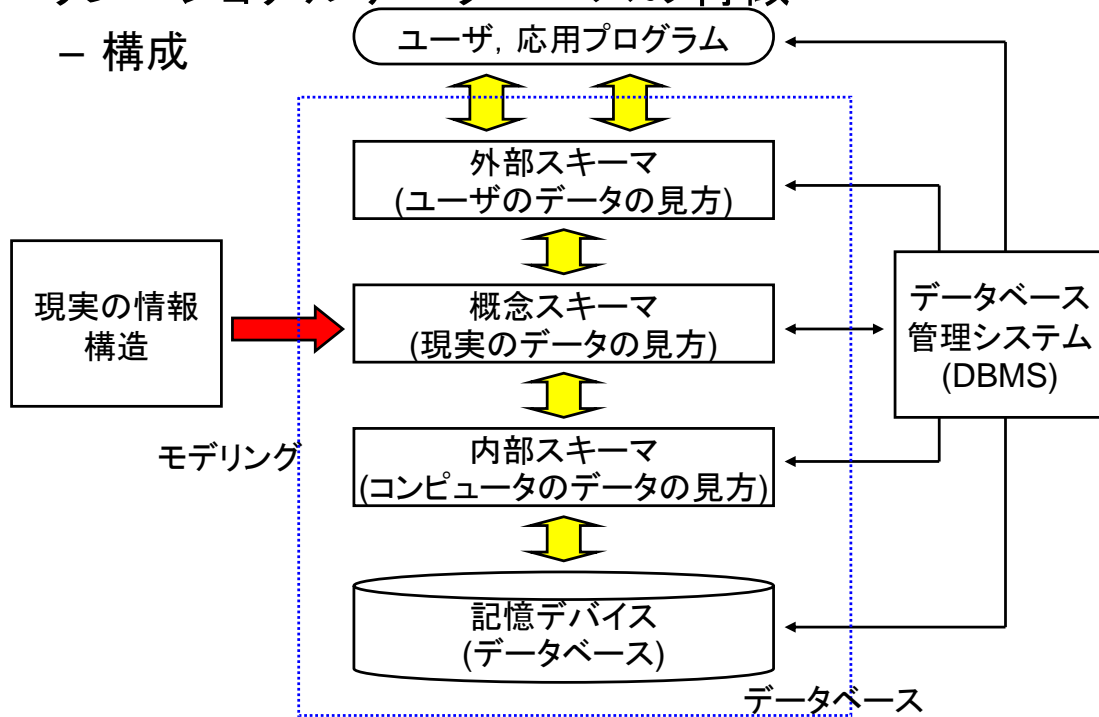 – 構成
ユーザ，応用プログラム
外部スキーマ
(ユーザのデータの見方)
現実の情報
構造
概念スキーマ
(現実のデータの見方)
データベース
管理システム
(DBMS)
モデリング
内部スキーマ
(コンピュータのデータの見方)
記憶デバイス
(データベース)
データベース